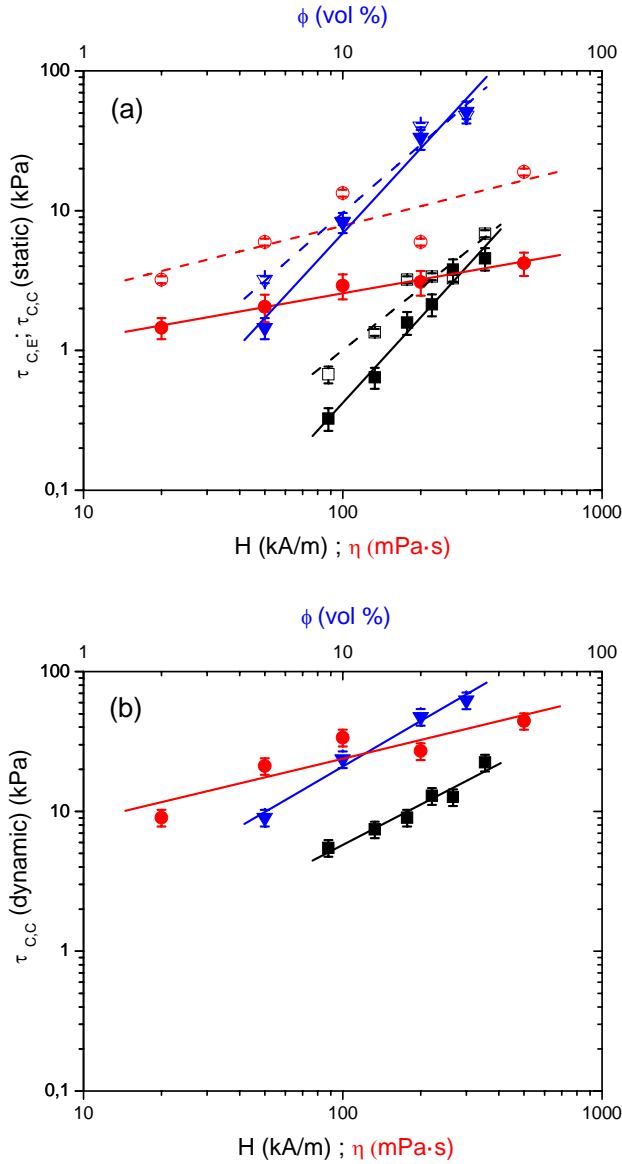 ϕ (vol %)
1 10 100
100
(a)
10
1
0,1
τ C,E ; τ C,C (static) (kPa)
10 100 1000
H (kA/m) ; η (mPa·s)
ϕ (vol %)
1 10 100
100
(b)
10
1
0,1
τ C,C (dynamic) (kPa)
10 100 1000
H (kA/m) ; η (mPa·s)